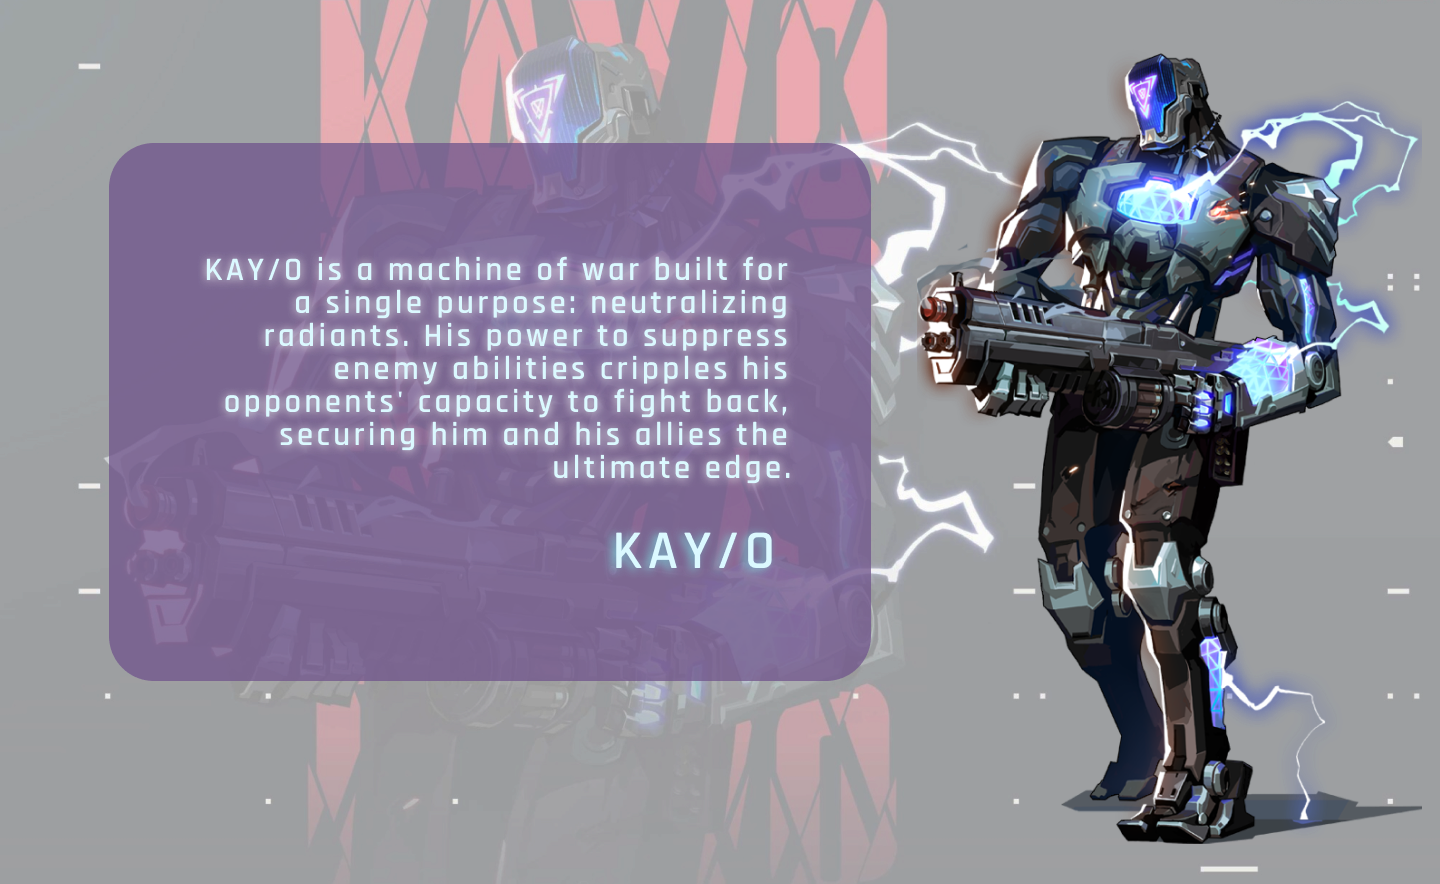 KAY/O
KAY/O is a machine of war built for
a single purpose: neutralizing
radiants. His power to suppress
enemy abilities cripples his
opponents' capacity to fight back,
securing him and his allies the
ultimate edge.
KAY/O